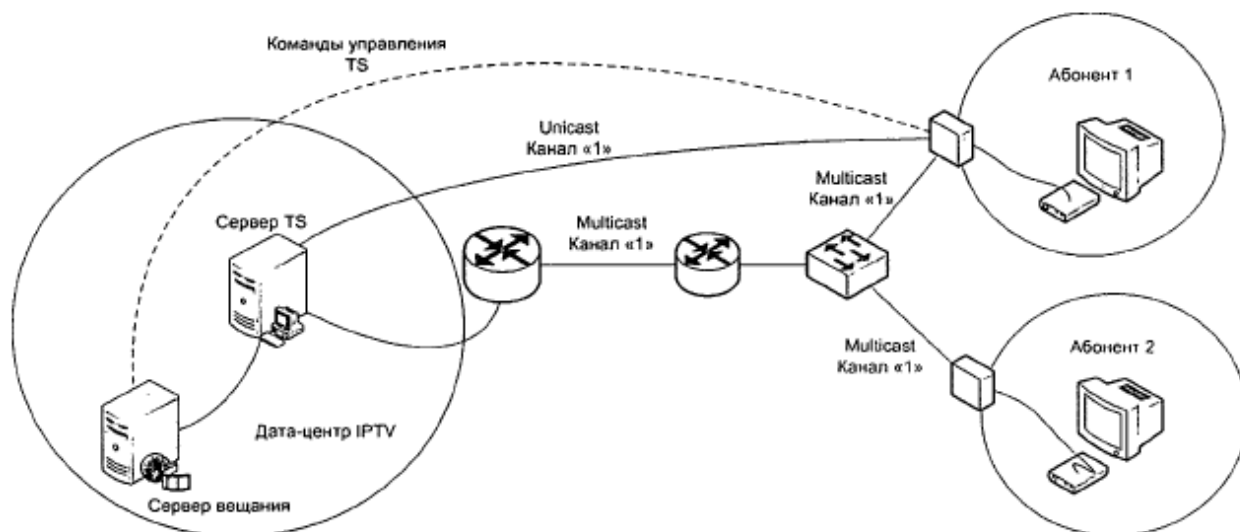 Команды управления
TS
Абонент 1
Unicast
Канал «1»
Multicast
Канал «1»
Сервер TS
Multicast
Канал «1»
Multicast
Канал «1»
Абонент 2
Дата-центр IPTV
Сервер вещания